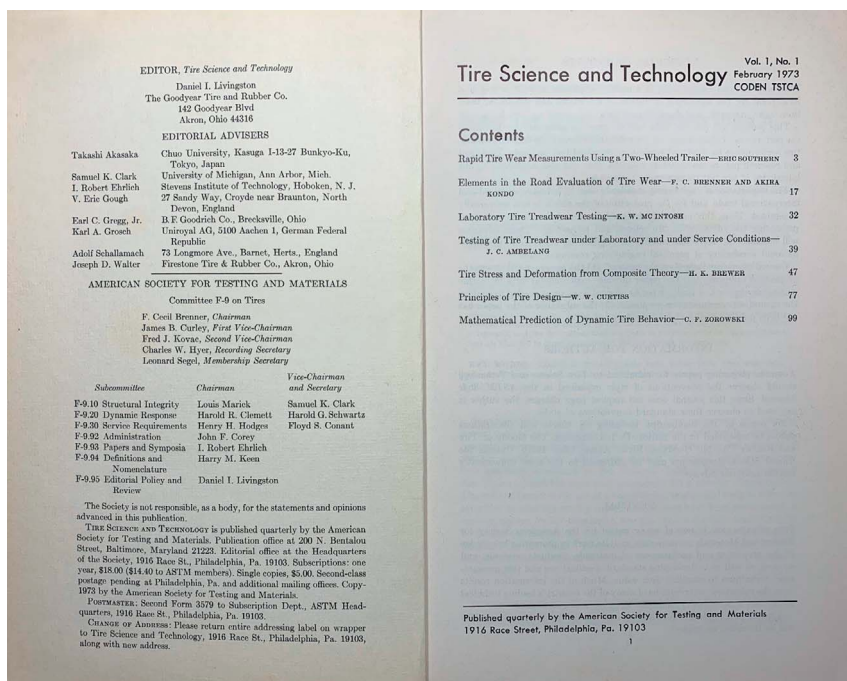 EDITOR, Tire Science and Technology
Daniel I. Livingston
The Goodyear Tire and Rubber Co.
142 Goodyear Blvd
Akron, Ohio 44316
EDITORIAL ADVISERS
Takashi Akasaka Chuo University, Kasuga I-13-27 Bunkyo-Ku,
Tokyo, Japan
Samuel K. Clark University of Michigan, Ann Arbor, Mich.
I. Robert Ehrlich Stevens Institute of Technology, Hoboken, N. J.
V. Eric Gough 27 Sandy Way, Croyde near Braunton, North
Devon, England
Earl C. Gregg, Jr. B.F. Goodrich Co., Brecksville, Ohio
Karl A. Grosch Uniroyal AG, 5100 Aachen 1, German Federal
Republic
Adolf Schallamach 73 Longmore Ave., Barnet, Herts., England
Joseph D. Walter Firestone Tire & Rubber Co., Akron, Ohio
AMERICAN SOCIETY FOR TESTING AND MATERIALS
Committee F-9 on Tires
F. Cecil Brenner, Chairman
James B. Curley, First Vice-Chairman
Fred J. Kovac, Second Vice-Chairman
Charles W. Hyer, Recording Secretary
Leonard Segel, Membership Secretary
Vice-Chairman
Subcommittee Chairman and Secretary
F-9.10 Structural Integrity Louis Marick Samuel K. Clark
F-9.20 Dynamic Response Harold R. Clemett Harold G. Schwartz
F-9.30 Service Requirements Henry H. Hodges Floyd S. Conant
F-9.92 Administration John F. Corey
F-9.93 Papers and Symposia I. Robert Ehrlich
F-9.94 Definitions and Harry M. Keen
Nomenclature
F-9.95 Editorial Policy and Daniel I. Livingston
Review
The Society is not responsible, as a body, for the statements and opinions
advanced in this publication.
TIRE SCIENCE AND TECHNOLOGY is published quarterly by the American
Society for Testing and Materials. Publication office at 200 N. Bentalou
Street, Baltimore, Maryland 21223. Editorial office at the Headquarters
of the Society, 1916 Race St., Philadelphia, Pa. 19103. Subscriptions: one
year, $18.00 ($14.40 to ASTM members). Single copies, $5.00. Second-class
postage pending at Philadelphia, Pa. and additional mailing offices. Copy-
1973 by the American Society for Testing and Materials.
POSTMASTER: Second Form 3579 to Subscription Dept., ASTM Head-
quarters, 1916 Race St., Philadelphia, Pa. 19103.
CHANGE OF ADDRESS: Please return entire addressing label on wrapper
to Tire Science and Technology, 1916 Race St., Philadelphia, Pa. 19103,
along with new address.
Tire Science and Technology
Vol. 1, No. 1
February 1973
CODEN TSTCA
Contents
Rapid Tire Wear Measurements Using a Two-Wheeled Trailer—ERIC SOUTHERN 3
Elements in the Road Evaluation of Tire Wear—F. C. BRENNER AND AKIRA
KONDO 17
Laboratory Tire Treadwear Testing—K. W. MC INTOSH 32
Testing of Tire Treadwear under Laboratory and under Service Conditions—
J. C. AMBELANG 39
Tire Stress and Deformation from Composite Theory—H. K. BREWER 47
Principles of Tire Design—W. W. CURTISS 77
Mathematical Prediction of Dynamic Tire Behavior—C. F. ZOROWSKI 99
Published quarterly by the American Society for Testing and Materials
1916 Race Street, Philadelphia, Pa. 19103
1